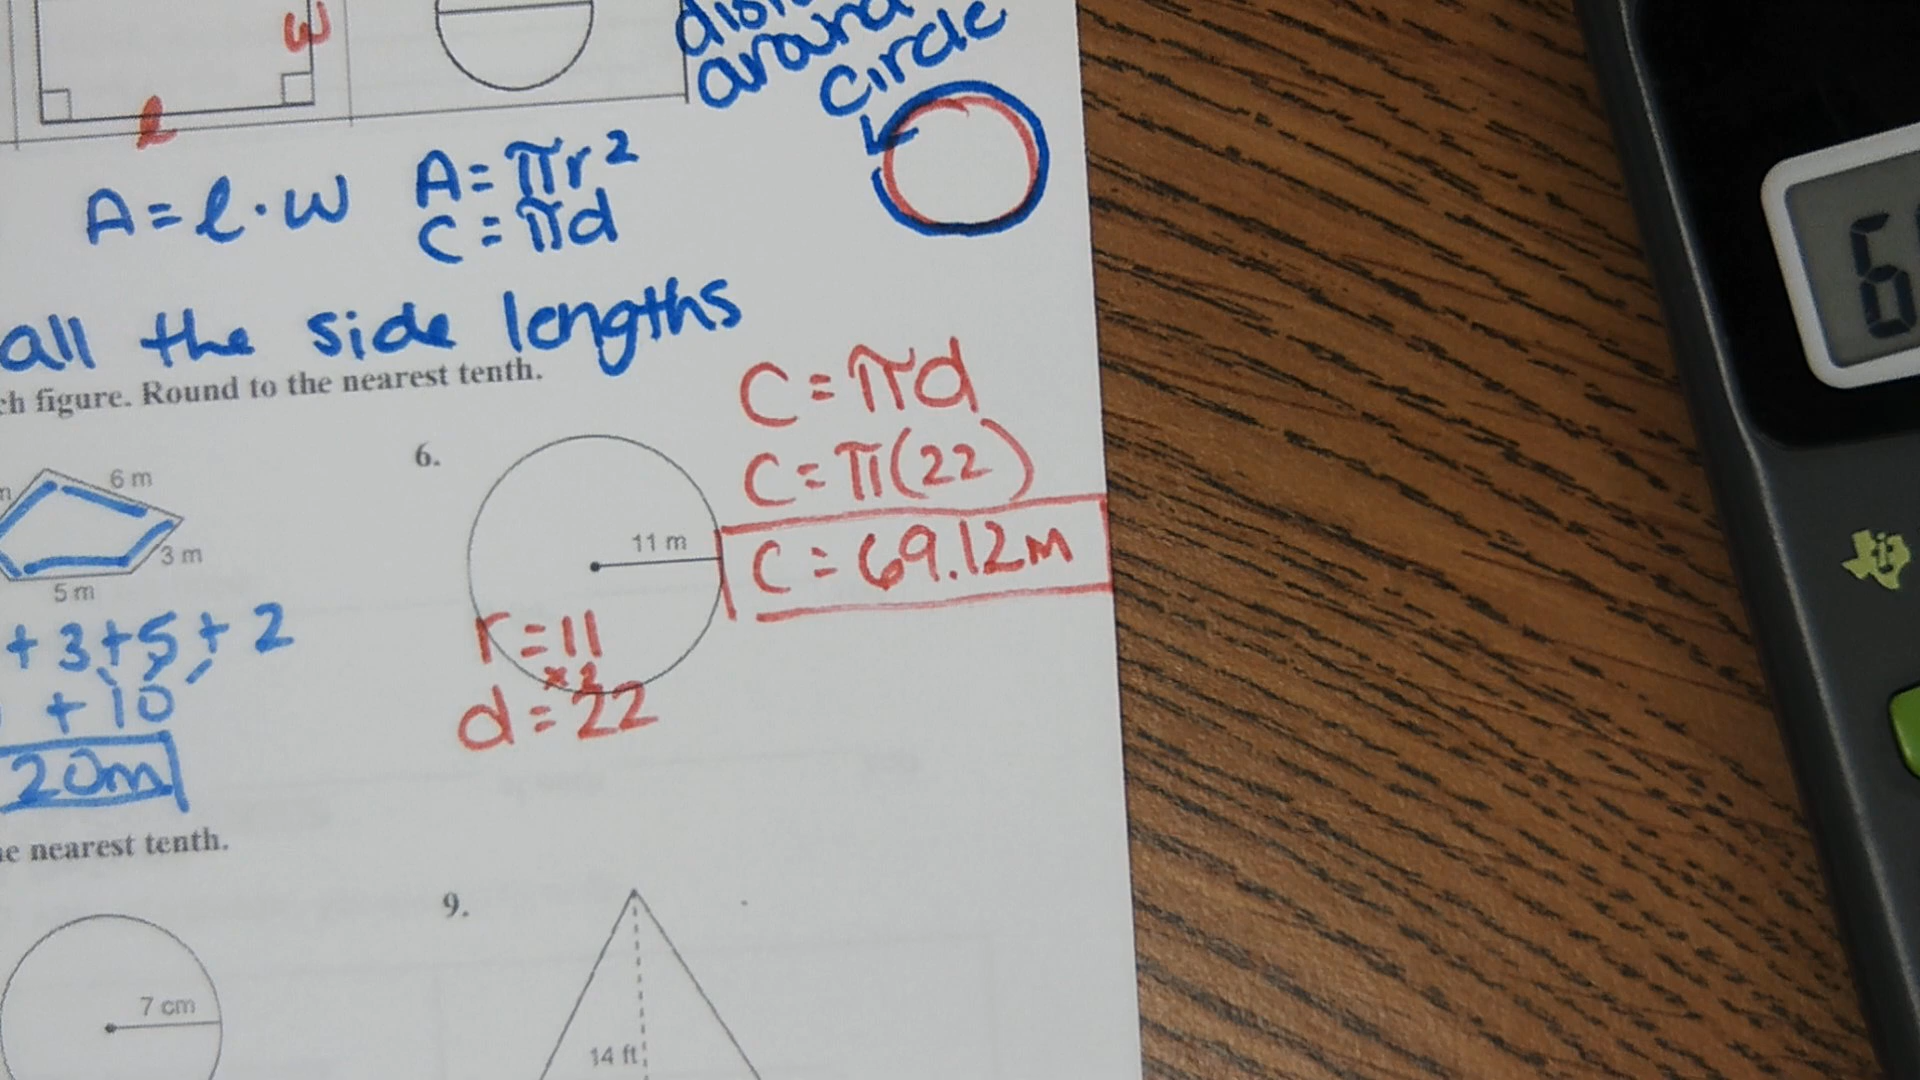 w
l
around
circle
A = l · w
A = πr²
C = πd
all the side lengths
ch figure. Round to the nearest tenth.
C = πd
C = π(22)
C = 69.12m
6.
6 m
3 m
5 m
11 m
+ 3 + 5 + 2
+ 10
20m
r = 11
x 2
d = 22
e nearest tenth.
9.
7 cm
14 ft
6